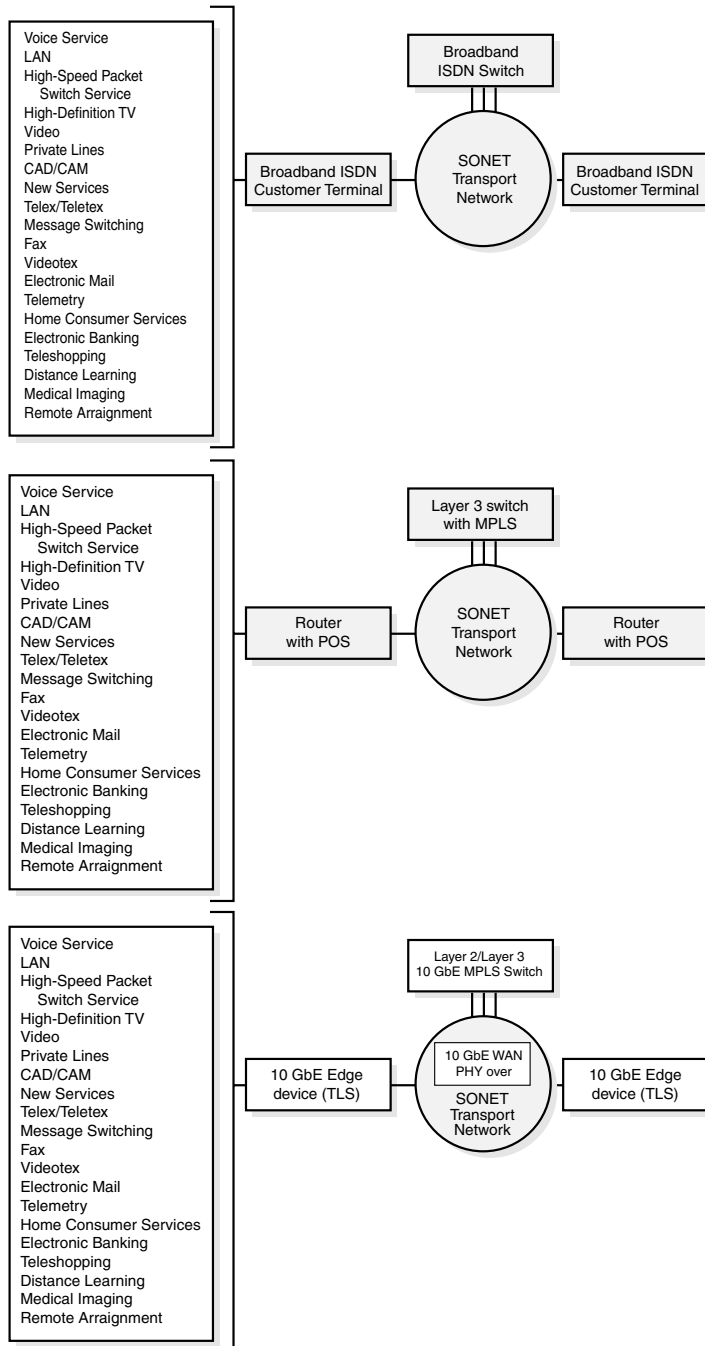 Voice Service
LAN
High-Speed Packet
Switch Service
High-Definition TV
Video
Private Lines
CAD/CAM
New Services
Telex/Teletex
Message Switching
Fax
Videotex
Electronic Mail
Telemetry
Home Consumer Services
Electronic Banking
Teleshopping
Distance Learning
Medical Imaging
Remote Arraignment
Broadband ISDN
Customer Terminal
Broadband
ISDN Switch
SONET
Transport
Network
Broadband ISDN
Customer Terminal
Voice Service
LAN
High-Speed Packet
Switch Service
High-Definition TV
Video
Private Lines
CAD/CAM
New Services
Telex/Teletex
Message Switching
Fax
Videotex
Electronic Mail
Telemetry
Home Consumer Services
Electronic Banking
Teleshopping
Distance Learning
Medical Imaging
Remote Arraignment
Router
with POS
Layer 3 switch
with MPLS
SONET
Transport
Network
Router
with POS
Voice Service
LAN
High-Speed Packet
Switch Service
High-Definition TV
Video
Private Lines
CAD/CAM
New Services
Telex/Teletex
Message Switching
Fax
Videotex
Electronic Mail
Telemetry
Home Consumer Services
Electronic Banking
Teleshopping
Distance Learning
Medical Imaging
Remote Arraignment
10 GbE Edge
device (TLS)
Layer 2/Layer 3
10 GbE MPLS Switch
10 GbE WAN
PHY over
SONET
Transport
Network
10 GbE Edge
device (TLS)